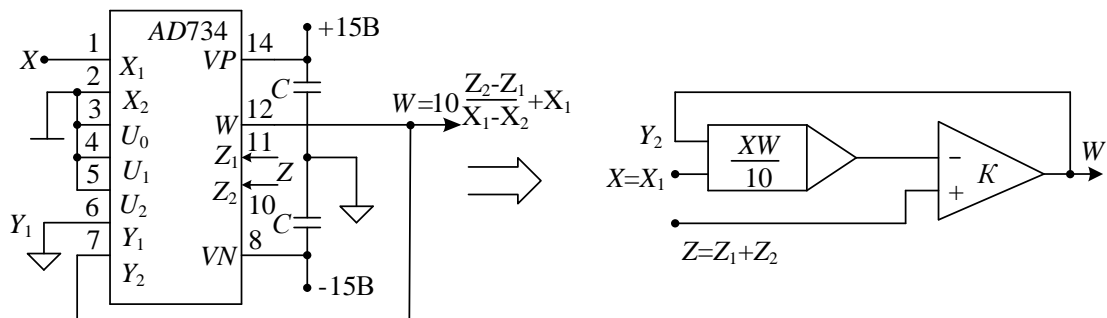 AD734
+15В
1
14
X
X₁
VP
2
C
X₂
12
W=10 (Z₂-Z₁)/(X₁-X₂) +X₁
3
W
U₀
11
4
Z₁
Z
U₁
5
Z₂
U₂
10
6
C
Y₁
Y₁
8
7
VN
Y₂
-15В
Y₂
XW/10
X=X₁
−
+
K
W
Z=Z₁+Z₂